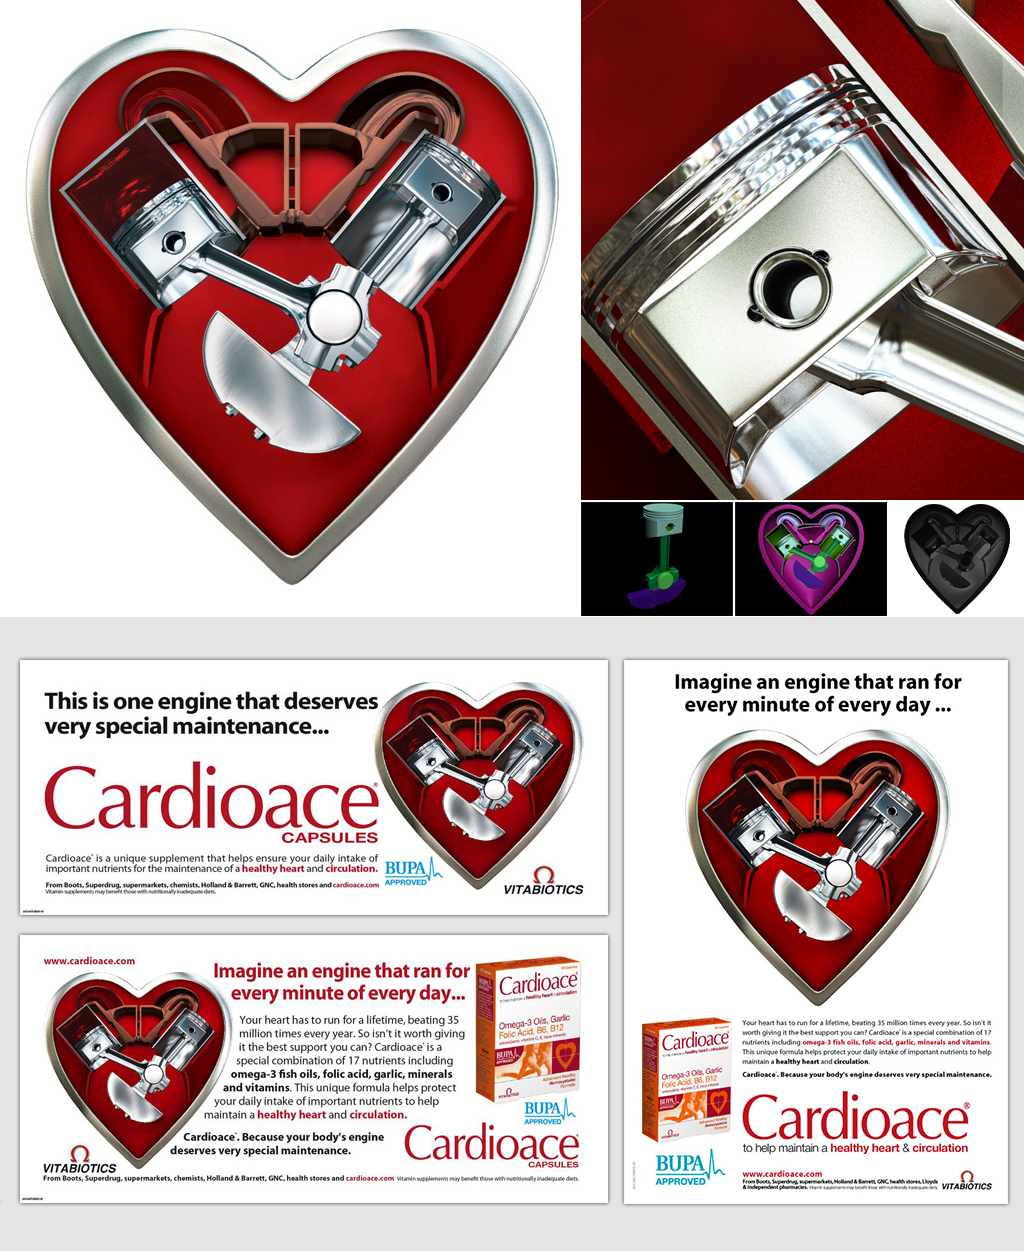 This is one engine that deserves
very special maintenance...
Cardioace®
CAPSULES
Cardioace® is a unique supplement that helps ensure your daily intake of
important nutrients for the maintenance of a healthy heart and circulation.
From Boots, Superdrug, supermarkets, chemists, Holland & Barrett, GNC, health stores and cardioace.com
Vitamin supplements may benefit those with nutritionally inadequate diets.
BUPA
APPROVED
VITABIOTICS
www.cardioace.com
Imagine an engine that ran for
every minute of every day...
Your heart has to run for a lifetime, beating 35
million times every year. So isn't it worth giving
it the best support you can? Cardioace® is a
special combination of 17 nutrients including
omega-3 fish oils, folic acid, garlic, minerals
and vitamins. This unique formula helps protect
your daily intake of important nutrients to help
maintain a healthy heart and circulation.
Cardioace®. Because your body's engine
deserves very special maintenance.
Cardioace®
to help maintain a healthy heart & circulation
Omega-3 Oils, Garlic
Folic Acid, B6, B12
BUPA
APPROVED
Advanced Healthy
Homocysteine
Formula
BUPA
APPROVED
Cardioace®
CAPSULES
VITABIOTICS
From Boots, Superdrug, supermarkets, chemists, Holland & Barrett, GNC, health stores and cardioace.com Vitamin supplements may benefit those with nutritionally inadequate diets.
Imagine an engine that ran for
every minute of every day ...
Your heart has to run for a lifetime, beating 35 million times every year. So isn't it
worth giving it the best support you can? Cardioace® is a special combination of 17
nutrients including omega-3 fish oils, folic acid, garlic, minerals and vitamins.
This unique formula helps protect your daily intake of important nutrients to help
maintain a healthy heart and circulation.
Cardioace®. Because your body's engine deserves very special maintenance.
Cardioace®
Omega-3 Oils, Garlic
Folic Acid, B6, B12
Cardioace®
to help maintain a healthy heart & circulation
BUPA
APPROVED
www.cardioace.com
From Boots, Superdrug, supermarkets, Holland & Barrett, GNC, health stores, Lloyds
& independent pharmacies. Vitamin supplements may benefit those with nutritionally inadequate diets.
VITABIOTICS